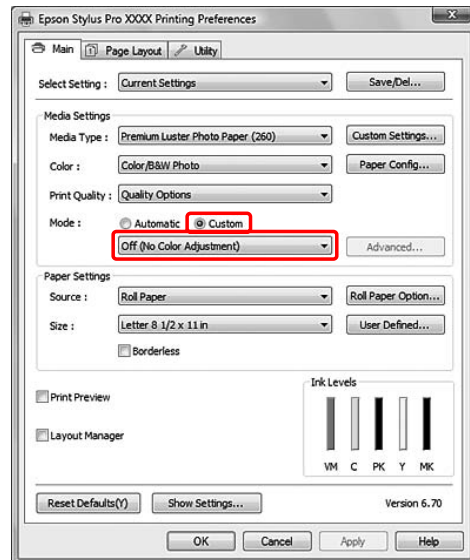 Epson Stylus Pro XXXX Printing Preferences
Main Page Layout Utility
Select Setting : Current Settings Save/Del...
Media Settings
Media Type : Premium Luster Photo Paper (260) Custom Settings...
Color : Color/B&W Photo Paper Config...
Print Quality : Quality Options
Mode : Automatic Custom
Off (No Color Adjustment) Advanced...
Paper Settings
Source : Roll Paper Roll Paper Option...
Size : Letter 8 1/2 x 11 in User Defined...
Borderless
Print Preview
Layout Manager
Ink Levels
VM C PK Y MK
Reset Defaults(Y) Show Settings... Version 6.70
OK Cancel Apply Help